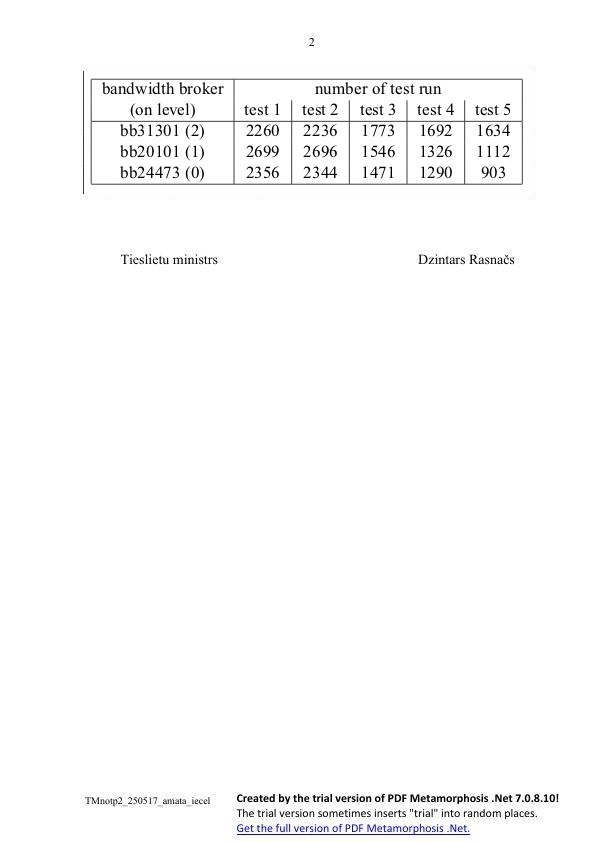 2
bandwidth broker number of test run
(on level) test 1 test 2 test 3 test 4 test 5
bb31301 (2) 2260 2236 1773 1692 1634
bb20101 (1) 2699 2696 1546 1326 1112
bb24473 (0) 2356 2344 1471 1290 903
Tieslietu ministrs Dzintars Rasnačs
TMnotp2_250517_amata_iecel
Created by the trial version of PDF Metamorphosis .Net 7.0.8.10!
The trial version sometimes inserts "trial" into random places.
Get the full version of PDF Metamorphosis .Net.